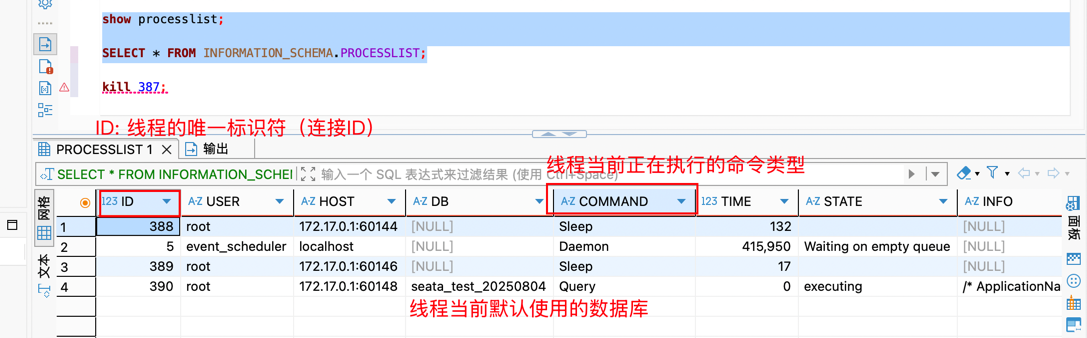 show processlist;
SELECT * FROM INFORMATION_SCHEMA.PROCESSLIST;
kill 387;
ID: 线程的唯一标识符（连接ID）
PROCESSLIST 1 输出
线程当前正在执行的命令类型
SELECT * FROM INFORMATION_SCHEI 输入一个 SQL 表达式来过滤结果 (使用 Ctrl+Space)
网格
文本
面板
123 ID A-Z USER A-Z HOST A-Z DB A-Z COMMAND 123 TIME A-Z STATE A-Z INFO
1 388 root 172.17.0.1:60144 [NULL] Sleep 132 [NULL]
2 5 event_scheduler localhost [NULL] Daemon 415,950 Waiting on empty queue [NULL]
3 389 root 172.17.0.1:60146 [NULL] Sleep 17 [NULL]
4 390 root 172.17.0.1:60148 seata_test_20250804 Query 0 executing /* ApplicationNa
线程当前默认使用的数据库